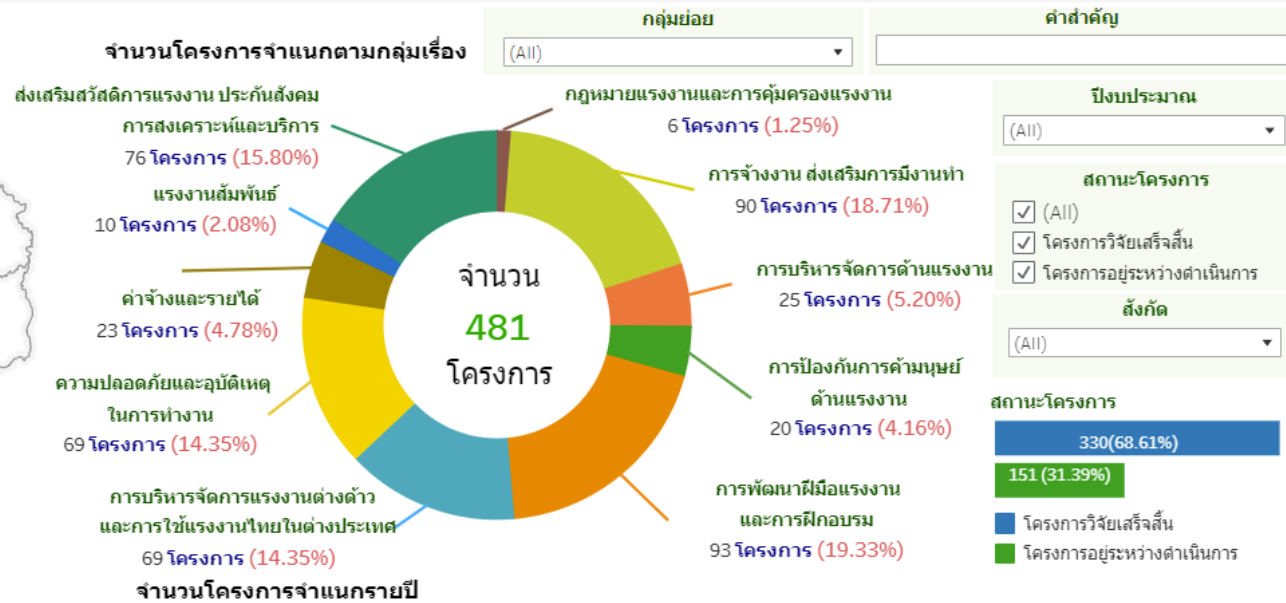 กลุ่มย่อย
คำสำคัญ
จำนวนโครงการจำแนกตามกลุ่มเรื่อง
(All)
ส่งเสริมสวัสดิการแรงงาน ประกันสังคม
การสงเคราะห์และบริการ
76 โครงการ (15.80%)
กฎหมายแรงงานและการคุ้มครองแรงงาน
6 โครงการ (1.25%)
ปีงบประมาณ
(All)
แรงงานสัมพันธ์
10 โครงการ (2.08%)
การจ้างงาน ส่งเสริมการมีงานทำ
90 โครงการ (18.71%)
สถานะโครงการ
(All)
โครงการวิจัยเสร็จสิ้น
โครงการอยู่ระหว่างดำเนินการ
ค่าจ้างและรายได้
23 โครงการ (4.78%)
จำนวน
481
โครงการ
การบริหารจัดการด้านแรงงาน
25 โครงการ (5.20%)
สังกัด
(All)
ความปลอดภัยและอุบัติเหตุ
ในการทำงาน
69 โครงการ (14.35%)
การป้องกันการค้ามนุษย์
ด้านแรงงาน
20 โครงการ (4.16%)
สถานะโครงการ
330(68.61%)
151 (31.39%)
โครงการวิจัยเสร็จสิ้น
โครงการอยู่ระหว่างดำเนินการ
การบริหารจัดการแรงงานต่างด้าว
และการใช้แรงงานไทยในต่างประเทศ
69 โครงการ (14.35%)
การพัฒนาฝีมือแรงงาน
และการฝึกอบรม
93 โครงการ (19.33%)
จำนวนโครงการจำแนกรายปี